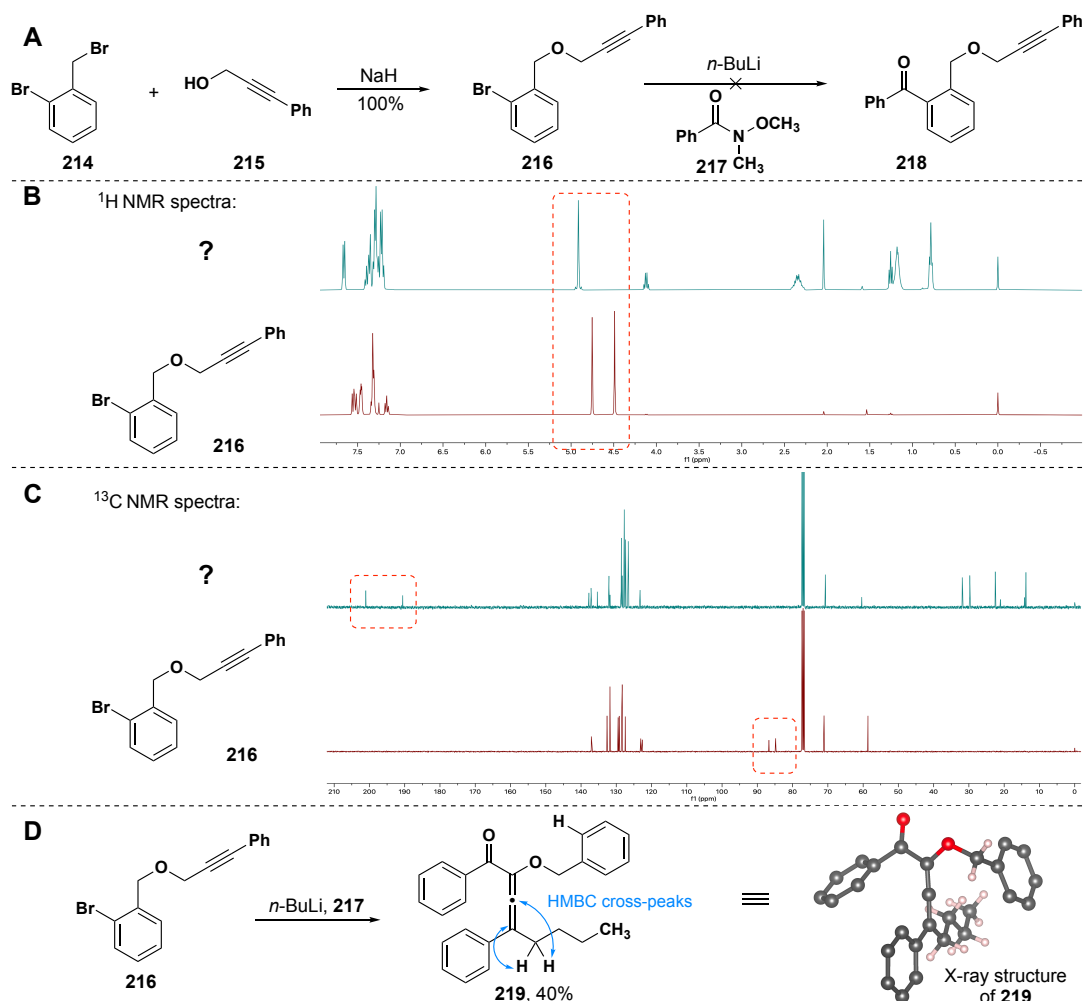 A
Br
Br
214
+
HO
Ph
215
NaH
100%
O
Ph
Br
216
n-BuLi
O
Ph
N
OCH3
CH3
217
O
Ph
O
Ph
218
B
1H NMR spectra:
?
O
Ph
Br
216
7.5 7.0 6.5 6.0 5.5 5.0 4.5 4.0 3.5 3.0 2.5 2.0 1.5 1.0 0.5 0.0 -0.5
f1 (ppm)
C
13C NMR spectra:
?
O
Ph
Br
216
210 200 190 180 170 160 150 140 130 120 110 100 90 80 70 60 50 40 30 20 10 0
f1 (ppm)
D
O
Ph
Br
216
n-BuLi, 217
O
O
H
HMBC cross-peaks
CH3
H H
219, 40%
X-ray structure
of 219